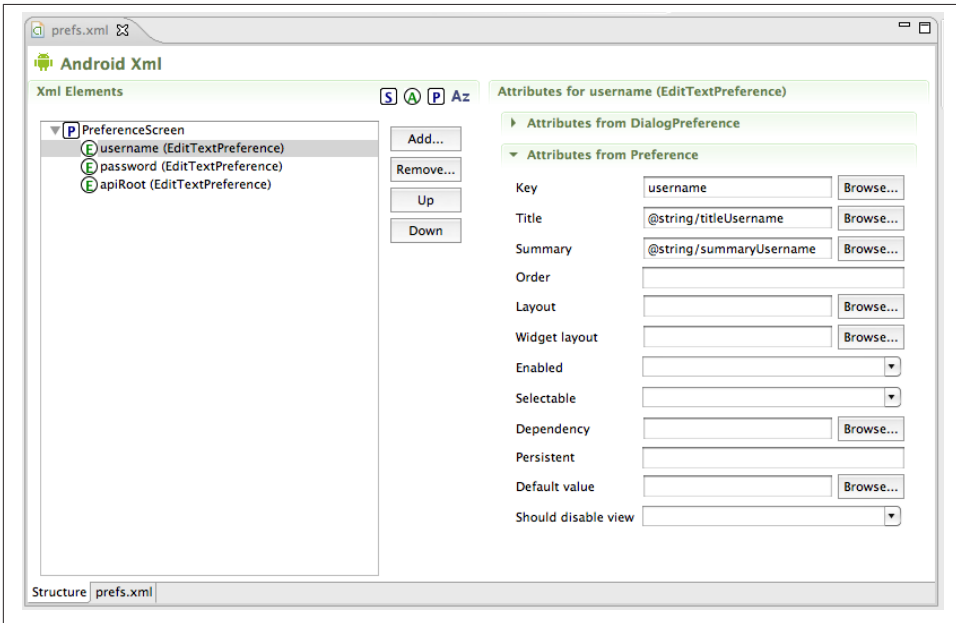 prefs.xml
Android Xml
Xml Elements
S A P Az
PreferenceScreen
username (EditTextPreference)
password (EditTextPreference)
apiRoot (EditTextPreference)
Add...
Remove...
Up
Down
Attributes for username (EditTextPreference)
Attributes from DialogPreference
Attributes from Preference
Key username Browse...
Title @string/titleUsername Browse...
Summary @string/summaryUsername Browse...
Order
Layout Browse...
Widget layout Browse...
Enabled
Selectable
Dependency Browse...
Persistent
Default value Browse...
Should disable view
Structure prefs.xml